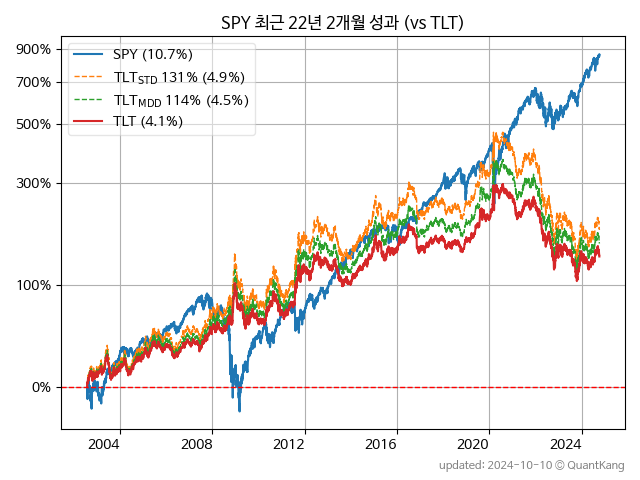 SPY 최근 22년 2개월 성과 (vs TLT)
900%
700%
500%
300%
100%
0%
SPY (10.7%)
TLT_STD 131% (4.9%)
TLT_MDD 114% (4.5%)
TLT (4.1%)
2004 2008 2012 2016 2020 2024
updated: 2024-10-10 © QuantKang